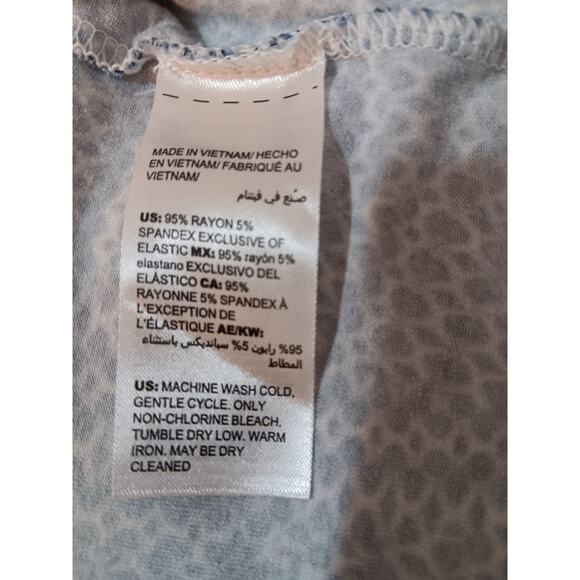 MADE IN VIETNAM/ HECHO
EN VIETNAM/ FABRIQUÉ AU
VIETNAM/
صُنع في فيتنام
US: 95% RAYON 5%
SPANDEX EXCLUSIVE OF
ELASTIC MX: 95% rayón 5%
elastano EXCLUSIVO DEL
ELÁSTICO CA: 95%
RAYONNE 5% SPANDEX À
L'EXCEPTION DE
L'ÉLASTIQUE AE/KW:
95% رايون 5% سبانديكس باستثناء
المطاط
US: MACHINE WASH COLD,
GENTLE CYCLE. ONLY
NON-CHLORINE BLEACH.
TUMBLE DRY LOW. WARM
IRON. MAY BE DRY
CLEANED